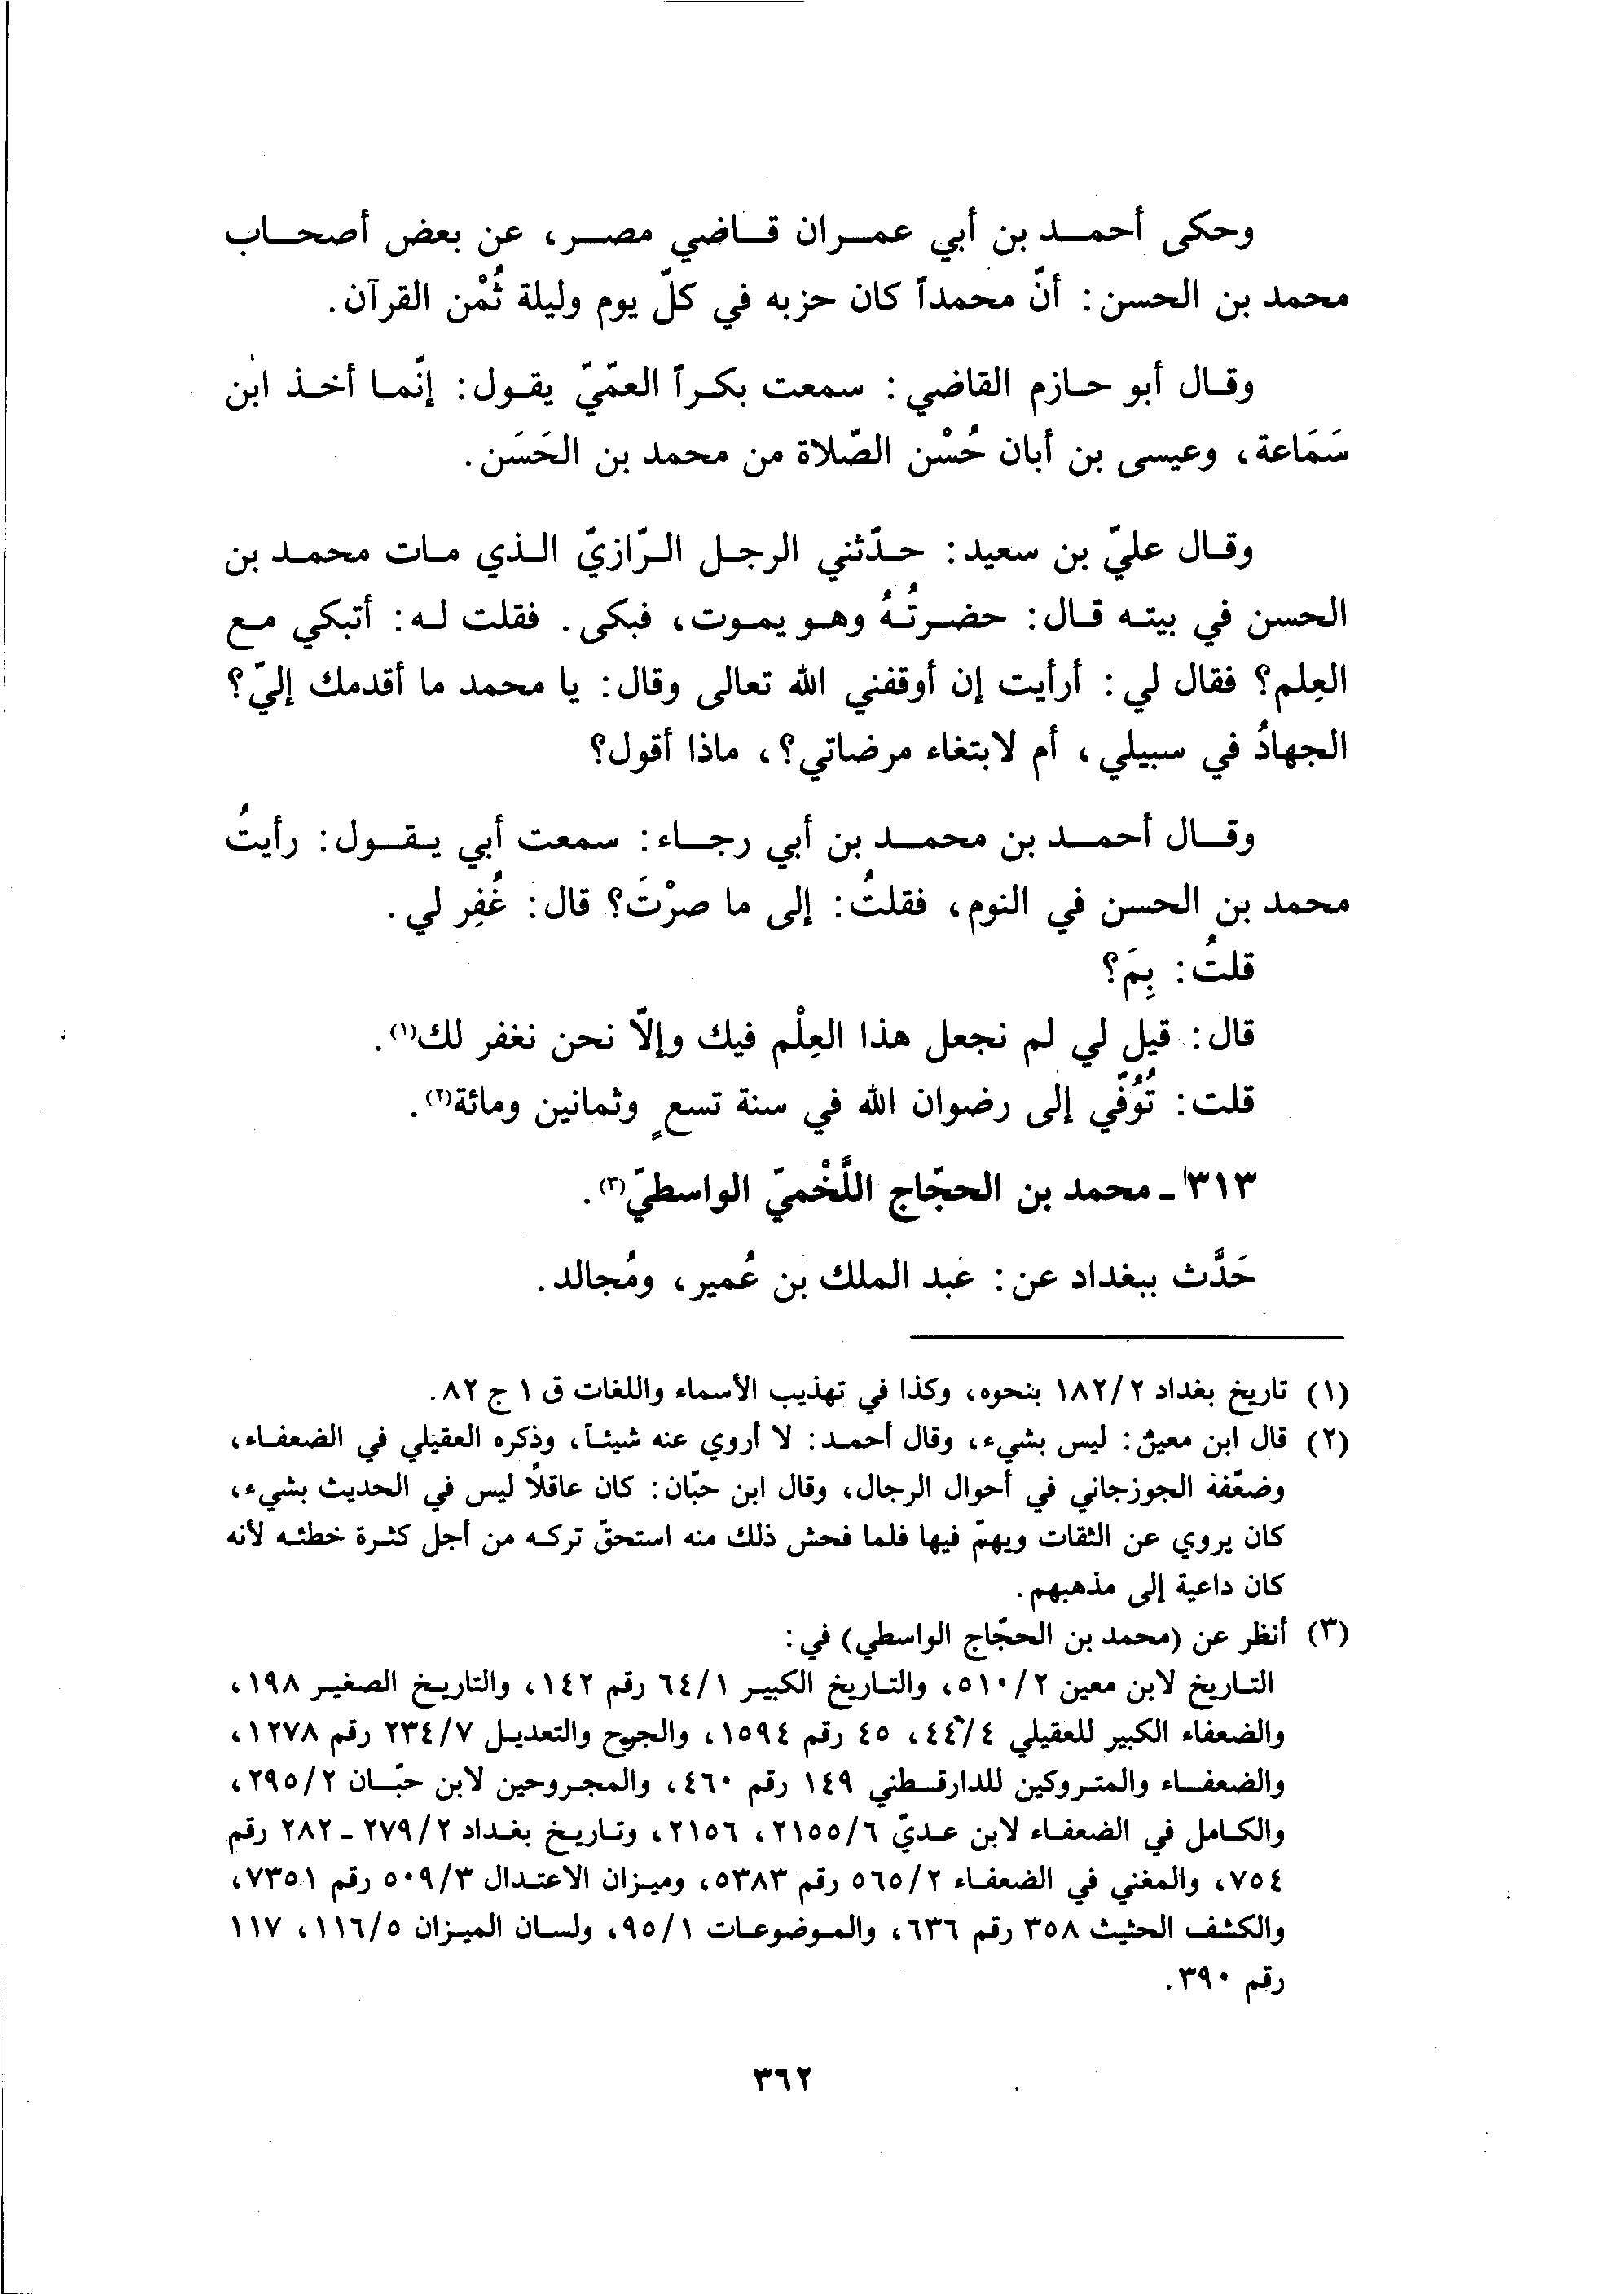 وحكى أحمد بن أبي عمران قاضي مصر، عن بعض أصحاب
محمد بن الحسن: أنّ محمداً كان حزبه في كلّ يوم وليلة ثُمْن القرآن.
وقال أبو حازم القاضي: سمعت بكراً العمّيّ يقول: إنّما أخذ ابن
سَمَاعة، وعيسى بن أبان حُسْن الصّلاة من محمد بن الحَسَن.
وقال عليّ بن سعيد: حدّثني الرجل الرّازيّ الذي مات محمد بن
الحسن في بيته قال: حضرتُهُ وهو يموت، فبكى. فقلت له: أتبكي مع
العِلم؟ فقال لي: أرأيت إن أوقفني الله تعالى وقال: يا محمد ما أقدمك إليّ؟
الجهادُ في سبيلي، أم لابتغاء مرضاتي؟، ماذا أقول؟
وقال أحمد بن محمد بن أبي رجاء: سمعت أبي يقول: رأيتُ
محمد بن الحسن في النوم، فقلتُ: إلى ما صرْتَ؟ قال: غُفِر لي.
قلتُ: بِمَ؟
قال: قيل لي لم نجعل هذا العِلْم فيك وإلّا نحن نغفر لك(١).
قلت: تُوُفّي إلى رضوان الله في سنة تسعٍ وثمانين ومائة(٢).
٣١٣ - محمد بن الحجّاج اللَّخْميّ الواسطيّ(٣).
حَدَّث ببغداد عن: عبد الملك بن عُمير، ومُجالد.
(١) تاريخ بغداد ١٨٢/٢ بنحوه، وكذا في تهذيب الأسماء واللغات ق ١ ج ٨٢.
(٢) قال ابن معين: ليس بشيء، وقال أحمد: لا أروي عنه شيئاً، وذكره العقيلي في الضعفاء،
وضعّفه الجوزجاني في أحوال الرجال، وقال ابن حبّان: كان عاقلاً ليس في الحديث بشيء،
كان يروي عن الثقات ويهمّ فيها فلما فحش ذلك منه استحقّ تركه من أجل كثرة خطئه لأنه
كان داعية إلى مذهبهم.
(٣) أنظر عن (محمد بن الحجّاج الواسطي) في:
التاريخ لابن معين ٥١٠/٢، والتاريخ الكبير ٦٤/١ رقم ١٤٢، والتاريخ الصغير ١٩٨،
والضعفاء الكبير للعقيلي ٤٤/٤، ٤٥ رقم ١٥٩٤، والجرح والتعديل ٢٣٤/٧ رقم ١٢٧٨،
والضعفاء والمتروكين للدارقطني ١٤٩ رقم ٤٦٠، والمجروحين لابن حبّان ٢٩٥/٢،
والكامل في الضعفاء لابن عديّ ٢١٥٥/٦، ٢١٥٦، وتاريخ بغداد ٢٧٩/٢ - ٢٨٢ رقم
٧٥٤، والمغني في الضعفاء ٥٦٥/٢ رقم ٥٣٨٣، وميزان الاعتدال ٥٠٩/٣ رقم ٧٣٥١،
والكشف الحثيث ٣٥٨ رقم ٦٣٦، والموضوعات ٩٥/١، ولسان الميزان ١١٦/٥، ١١٧
رقم ٣٩٠.
٣٦٢